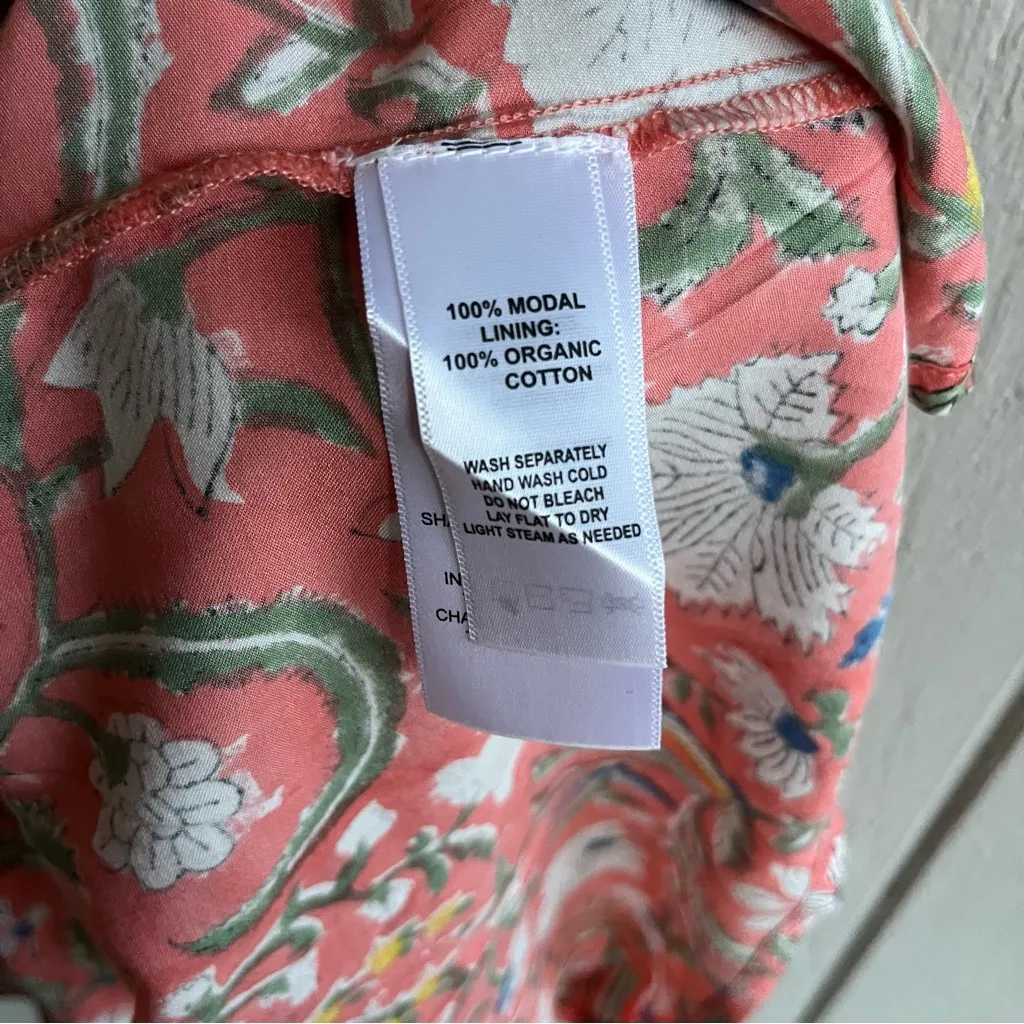 100% MODAL
LINING:
100% ORGANIC
COTTON
WASH SEPARATELY
HAND WASH COLD
DO NOT BLEACH
LAY FLAT TO DRY
LIGHT STEAM AS NEEDED